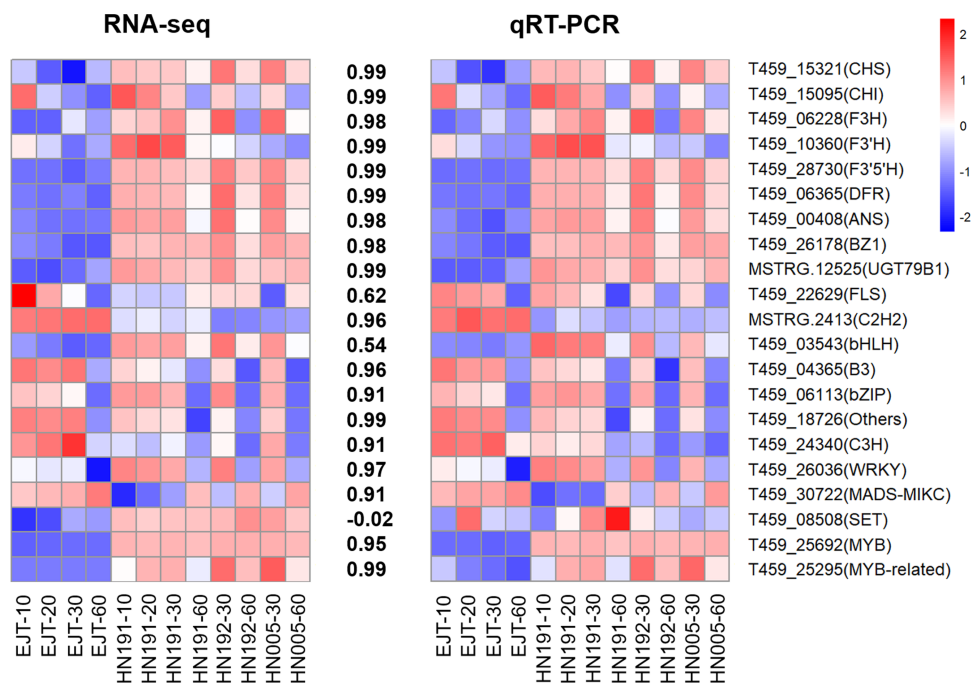 RNA-seq qRT-PCR
2
1
0
-1
-2
0.99 T459_15321(CHS)
0.99 T459_15095(CHI)
0.98 T459_06228(F3H)
0.99 T459_10360(F3'H)
0.99 T459_28730(F3'5'H)
0.99 T459_06365(DFR)
0.98 T459_00408(ANS)
0.98 T459_26178(BZ1)
0.99 MSTRG.12525(UGT79B1)
0.62 T459_22629(FLS)
0.96 MSTRG.2413(C2H2)
0.54 T459_03543(bHLH)
0.96 T459_04365(B3)
0.91 T459_06113(bZIP)
0.99 T459_18726(Others)
0.91 T459_24340(C3H)
0.97 T459_26036(WRKY)
0.91 T459_30722(MADS-MIKC)
-0.02 T459_08508(SET)
0.95 T459_25692(MYB)
0.99 T459_25295(MYB-related)
EJT-10
EJT-20
EJT-30
EJT-60
HN191-10
HN191-20
HN191-30
HN191-60
HN192-30
HN192-60
HN005-30
HN005-60
EJT-10
EJT-20
EJT-30
EJT-60
HN191-10
HN191-20
HN191-30
HN191-60
HN192-30
HN192-60
HN005-30
HN005-60